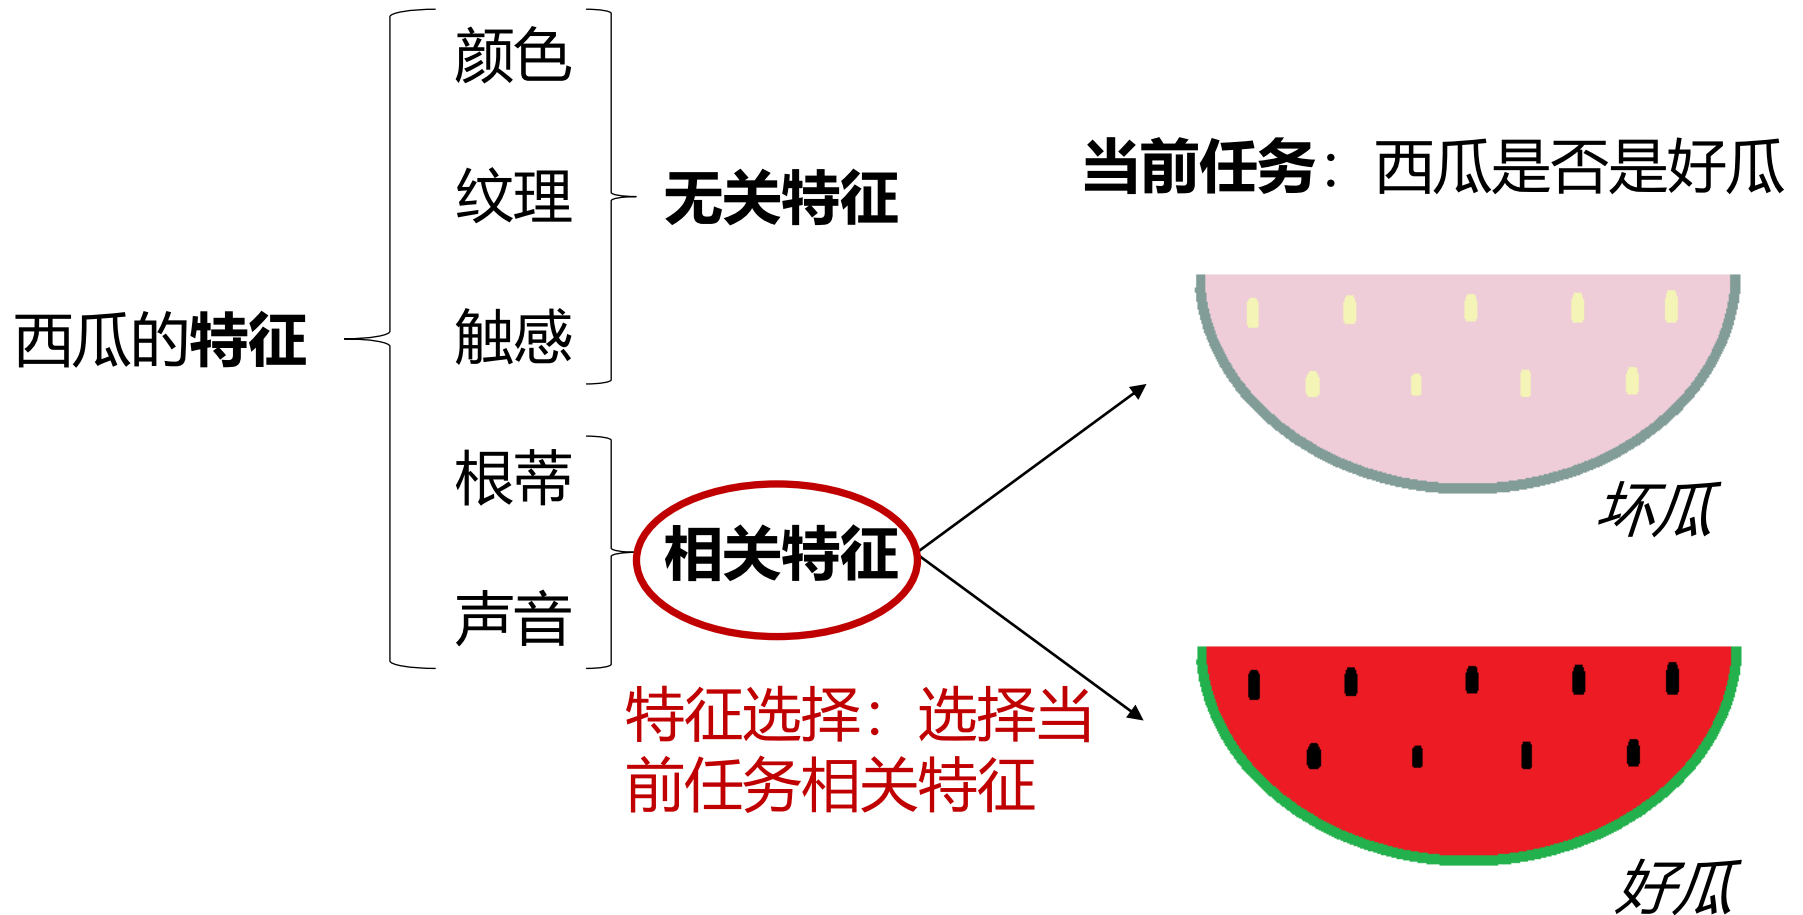 西瓜的特征
颜色
纹理
触感
根蒂
声音
无关特征
相关特征
特征选择：选择当
前任务相关特征
当前任务：西瓜是否是好瓜
坏瓜
好瓜